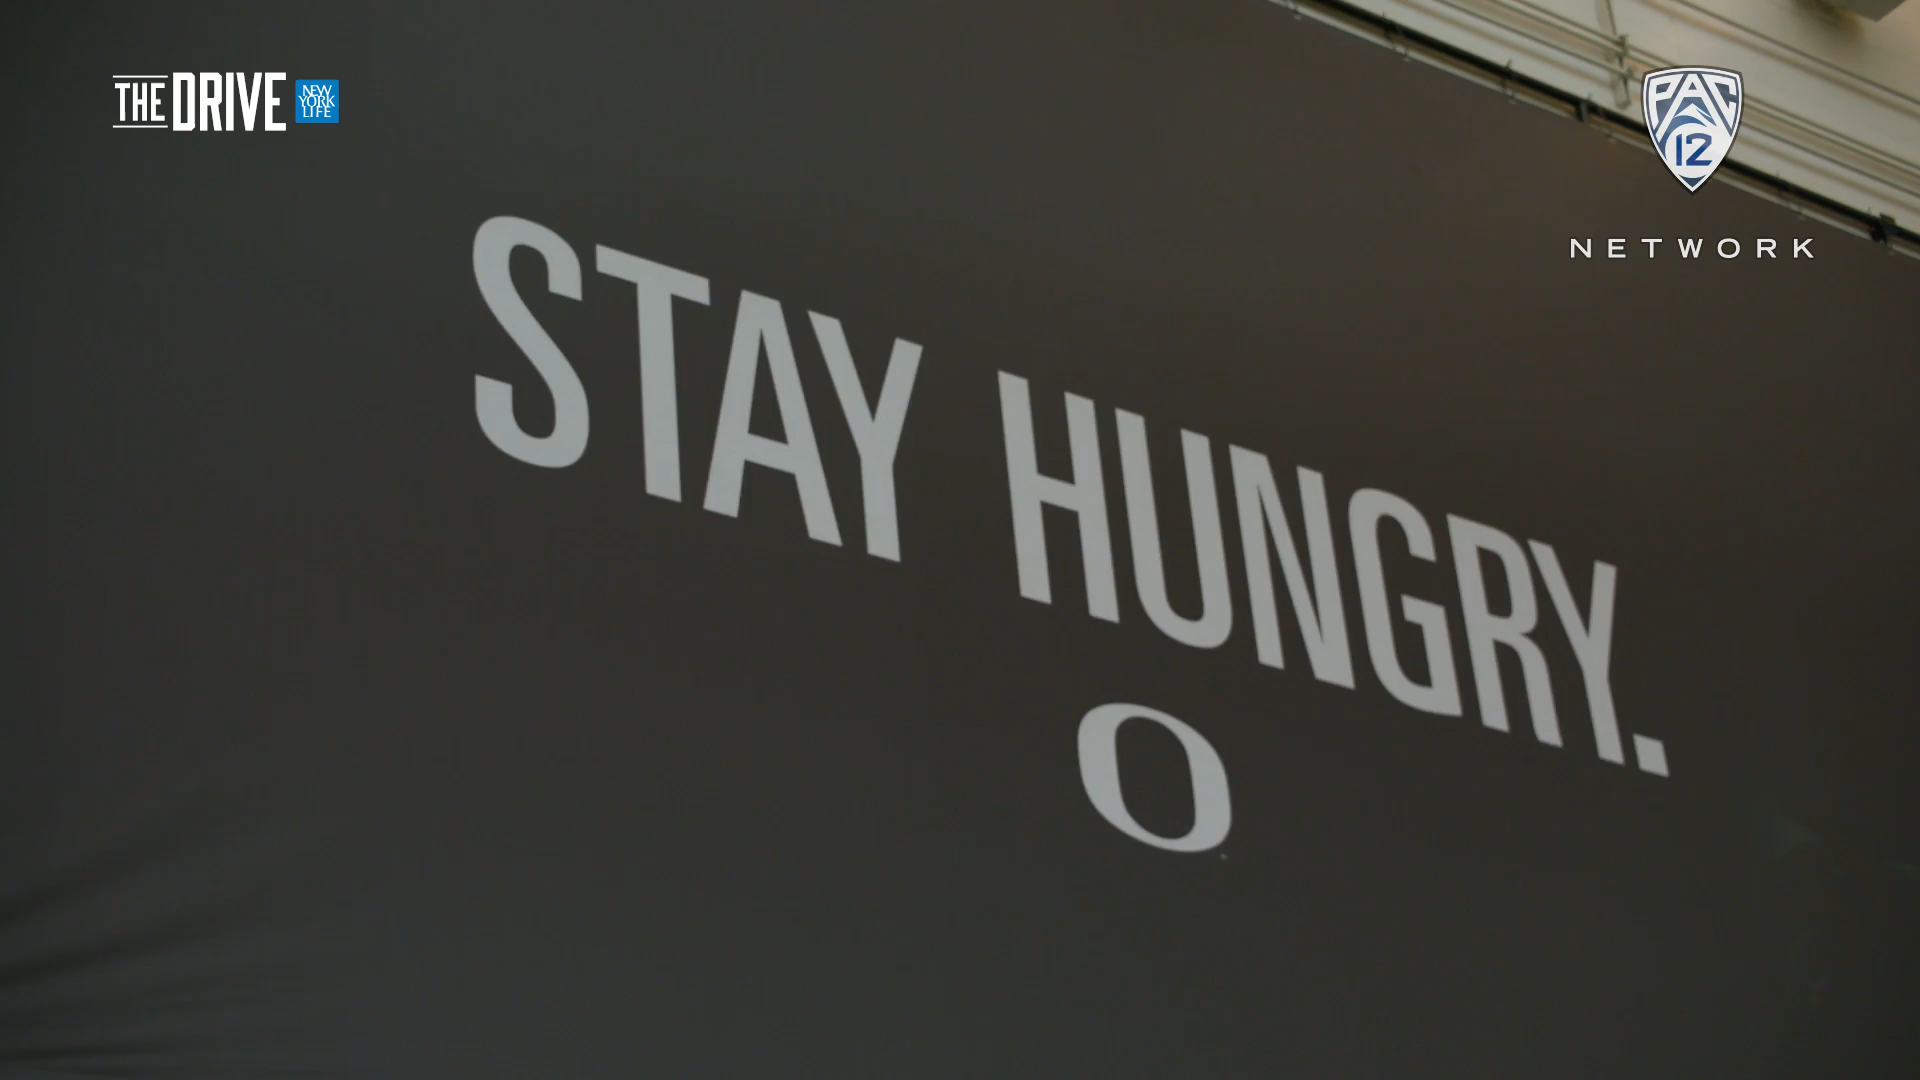 THE DRIVE
NEW
YORK
LIFE
PAC
12
NETWORK
STAY HUNGRY.
O